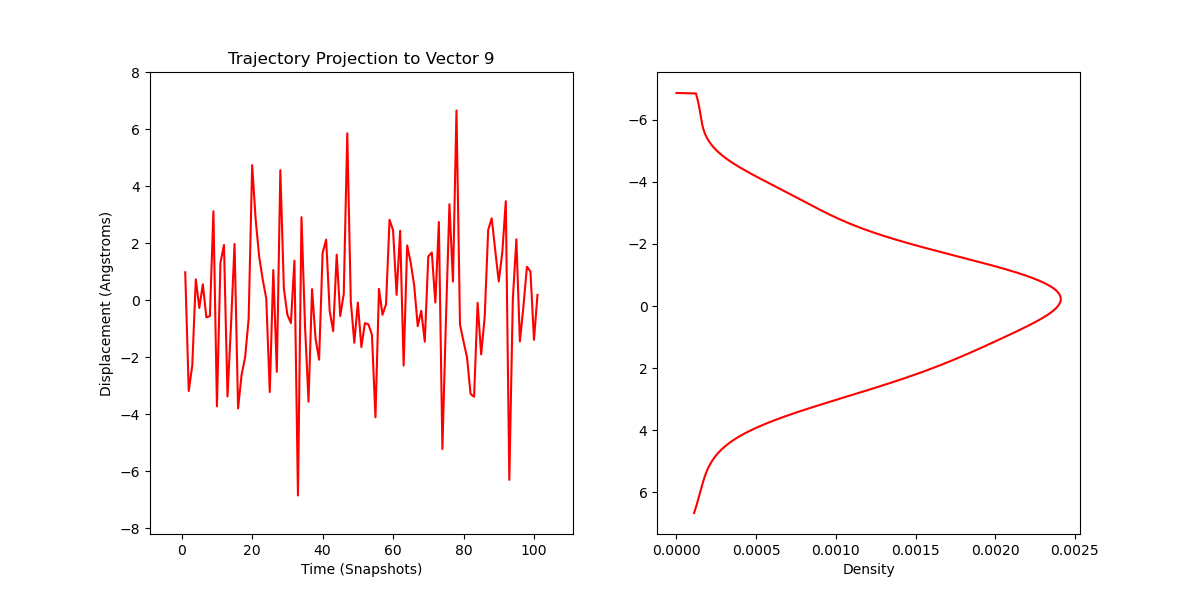 Trajectory Projection to Vector 9
Displacement (Angstroms)
8
6
4
2
0
−2
−4
−6
−8
0 20 40 60 80 100
Time (Snapshots)
−6
−4
−2
0
2
4
6
0.0000 0.0005 0.0010 0.0015 0.0020 0.0025
Density